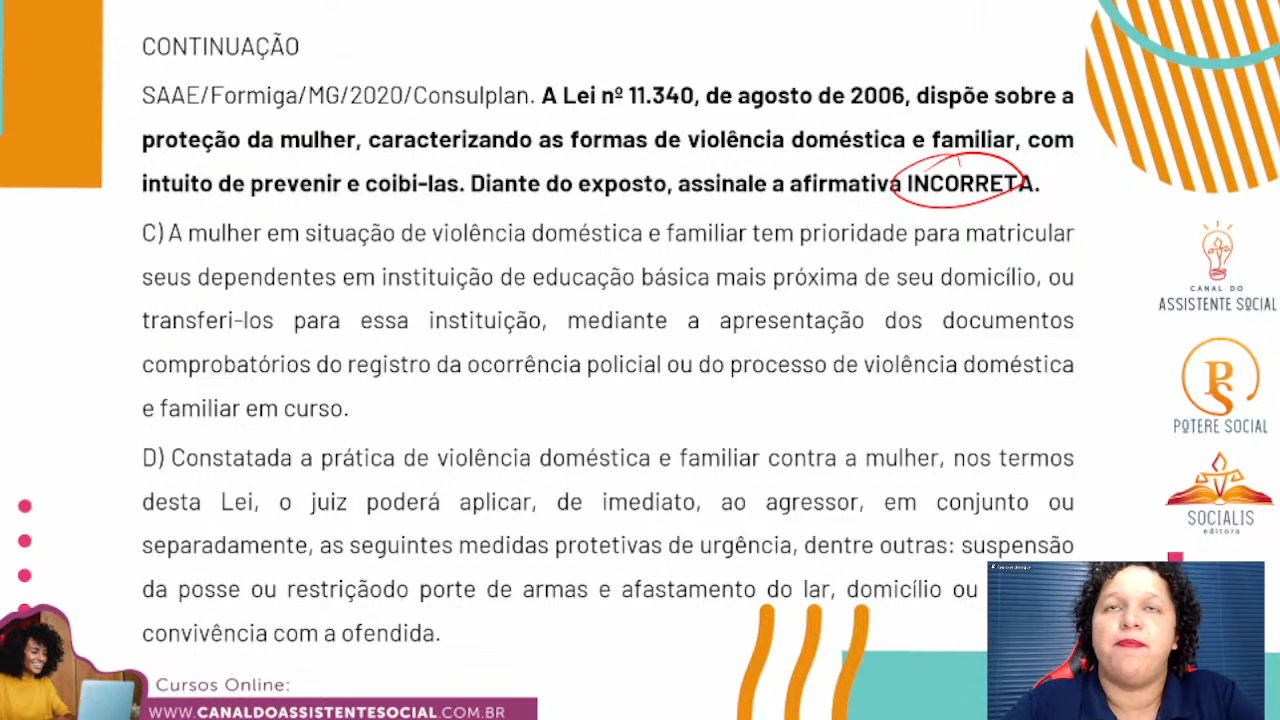 CONTINUAÇÃO
SAAE/Formiga/MG/2020/Consulplan. A Lei nº 11.340, de agosto de 2006, dispõe sobre a
proteção da mulher, caracterizando as formas de violência doméstica e familiar, com
intuito de prevenir e coibi-las. Diante do exposto, assinale a afirmativa INCORRETA.
C) A mulher em situação de violência doméstica e familiar tem prioridade para matricular
seus dependentes em instituição de educação básica mais próxima de seu domicílio, ou
transferi-los para essa instituição, mediante a apresentação dos documentos
comprobatórios do registro da ocorrência policial ou do processo de violência doméstica
e familiar em curso.
D) Constatada a prática de violência doméstica e familiar contra a mulher, nos termos
desta Lei, o juiz poderá aplicar, de imediato, ao agressor, em conjunto ou
separadamente, as seguintes medidas protetivas de urgência, dentre outras: suspensão
da posse ou restriçãodo porte de armas e afastamento do lar, domicílio ou
convivência com a ofendida.
CANAL DO
ASSISTENTE SOCIAL
PS
POTERE SOCIAL
SOCIALIS
editora
Cursos Online:
WWW.CANALDOASSISTENTESOCIAL.COM.BR